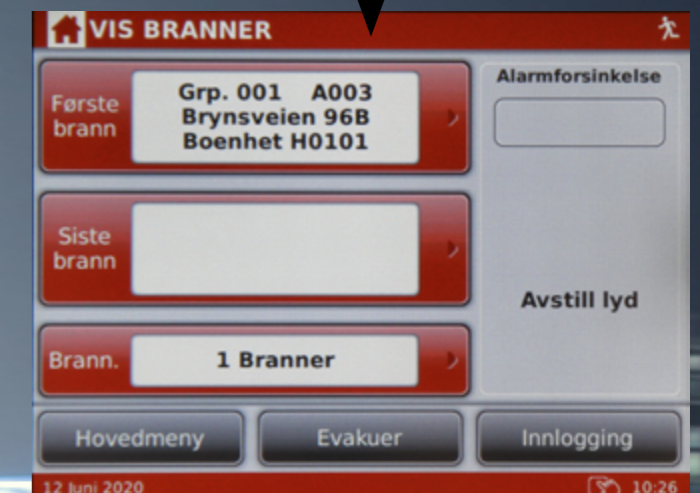 VIS BRANNER
Første
brann
Grp. 001 A003
Brynsveien 96B
Boenhet H0101
Alarmforsinkelse
Siste
brann
Avstill lyd
Brann.
1 Branner
Hovedmeny
Evakuer
Innlogging
12 Juni 2020
10:26